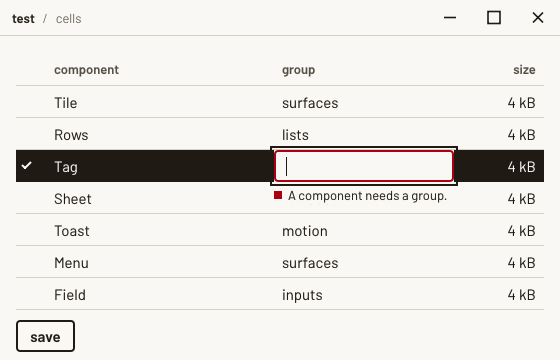 test / cells
component group size
Tile surfaces 4 kB
Rows lists 4 kB
Tag 4 kB
Sheet A component needs a group. 4 kB
Toast motion 4 kB
Menu surfaces 4 kB
Field inputs 4 kB
save